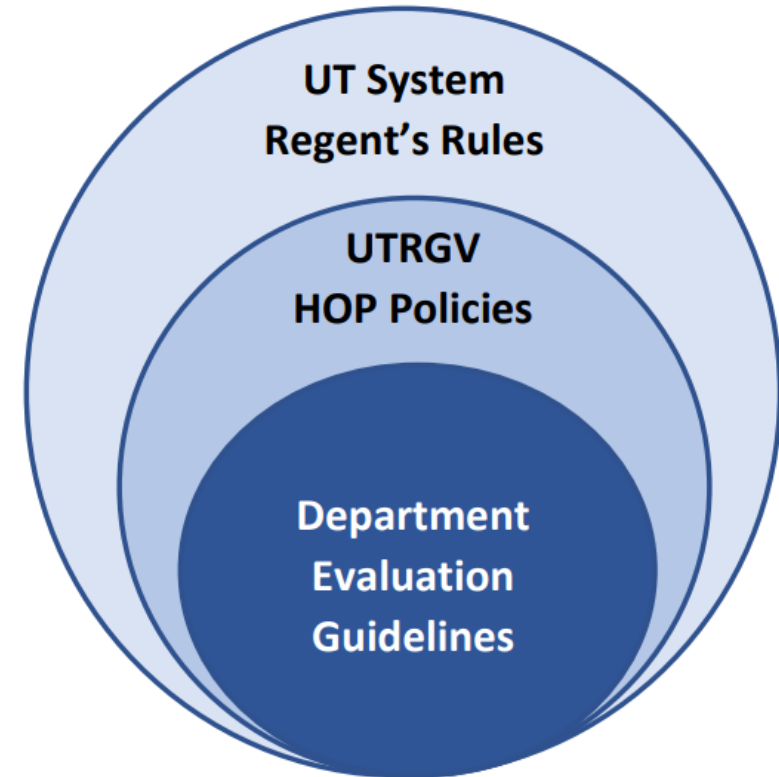 UT System
Regent’s Rules
UTRGV
HOP Policies
Department
Evaluation
Guidelines